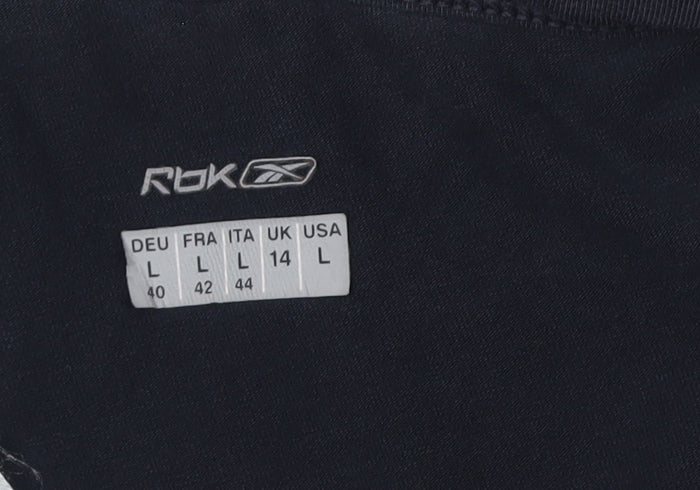 Rbk
DEU FRA ITA UK USA
L L L 14 L
40 42 44